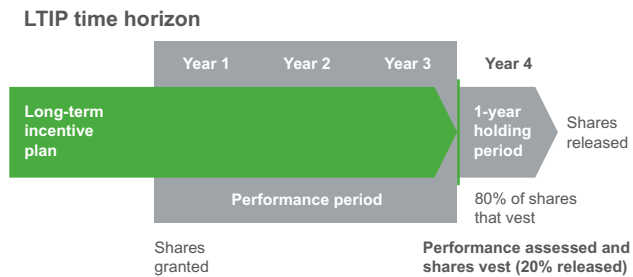 LTIP time horizon
Year 1
Year 2
Year 3
Year 4
Long-term
incentive
plan
1-year
holding
period
Shares
released
Performance period
80% of shares
that vest
Shares
granted
Performance assessed and
shares vest (20% released)